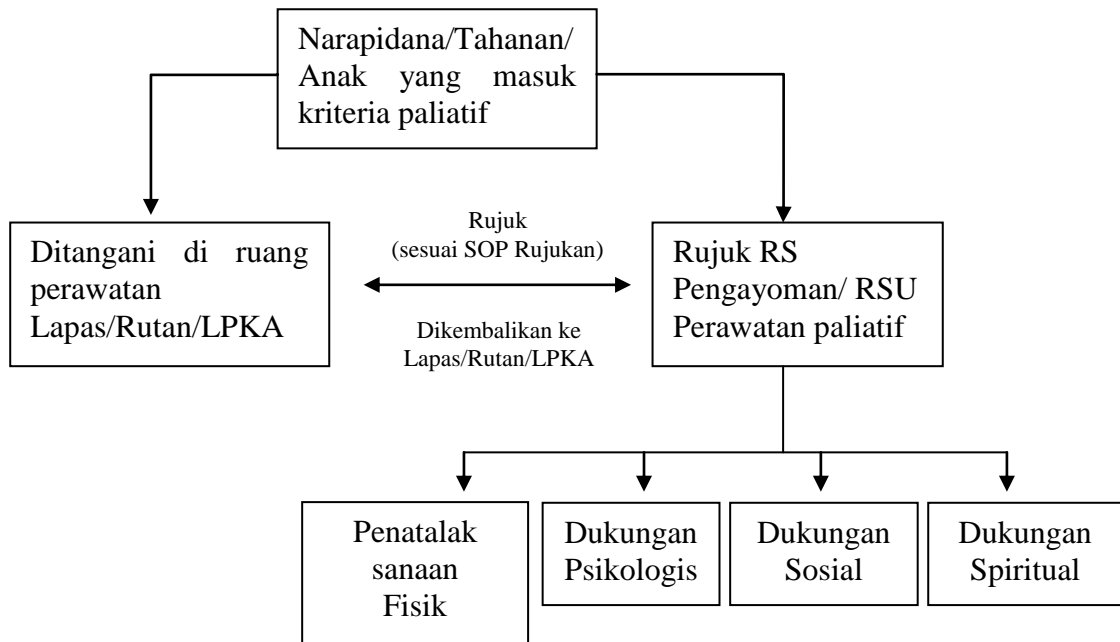 Narapidana/Tahanan/
Anak yang masuk
kriteria paliatif
Ditangani di ruang
perawatan
Lapas/Rutan/LPKA
Rujuk
(sesuai SOP Rujukan)
Dikembalikan ke
Lapas/Rutan/LPKA
Rujuk RS
Pengayoman/ RSU
Perawatan paliatif
Penatalak
sanaan
Fisik
Dukungan
Psikologis
Dukungan
Sosial
Dukungan
Spiritual